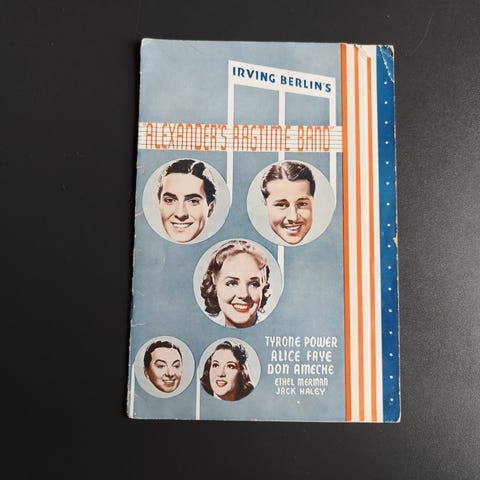 IRVING BERLIN'S
"ALEXANDER'S RAGTIME BAND"
TYRONE POWER
ALICE FAYE
DON AMECHE
ETHEL MERMAN
JACK HALEY